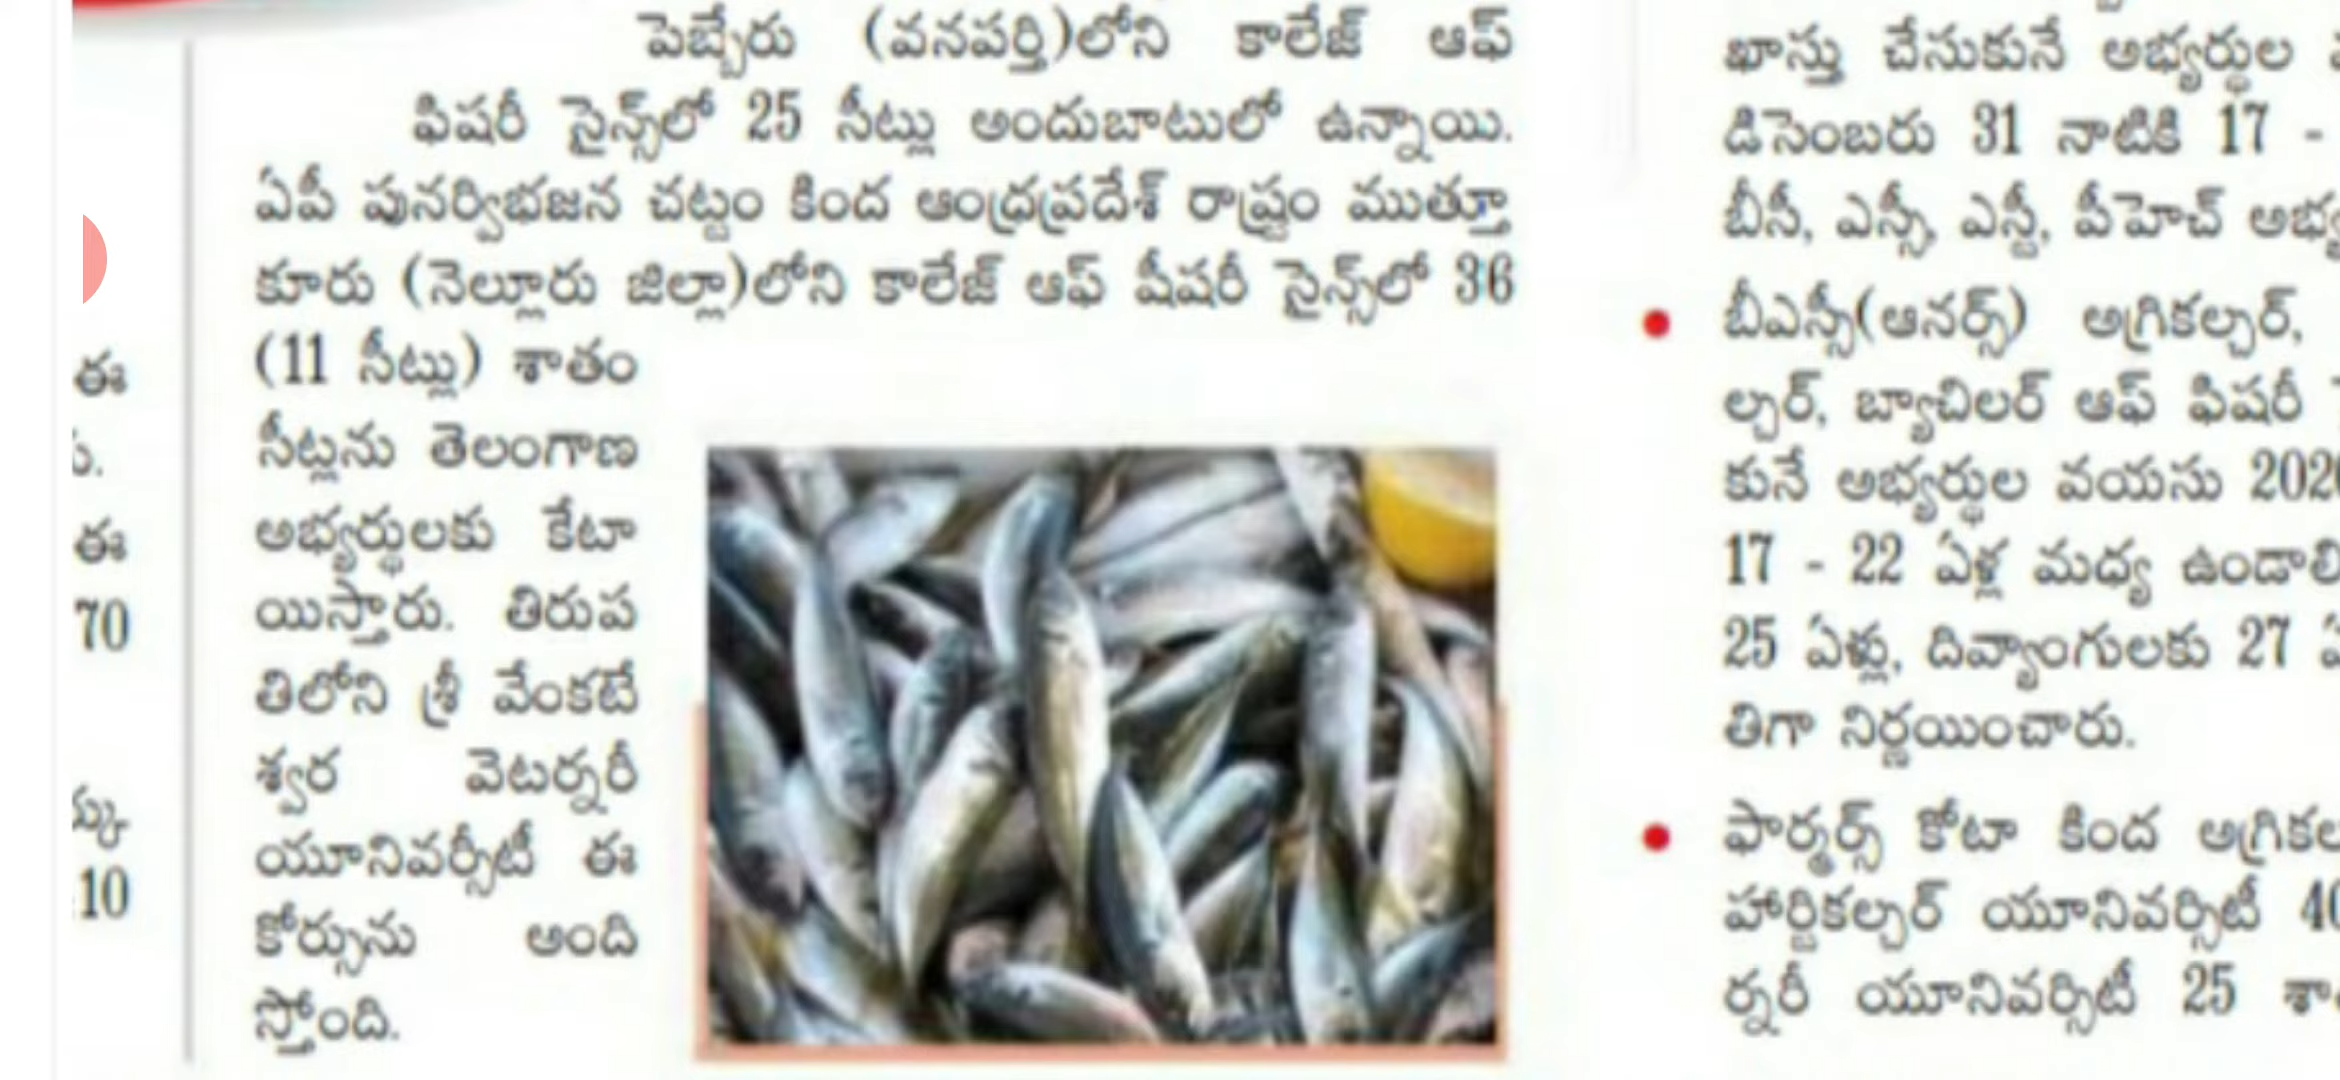 పెబ్బేరు (వనపర్తి)లోని కాలేజ్ ఆఫ్
ఫిషరీ సైన్స్‌లో 25 సీట్లు అందుబాటులో ఉన్నాయి.
ఏపీ పునర్విభజన చట్టం కింద ఆంధ్రప్రదేశ్ రాష్ట్రం ముత్తూ
కూరు (నెల్లూరు జిల్లా)లోని కాలేజ్ ఆఫ్ షీషరీ సైన్స్‌లో 36
(11 సీట్లు) శాతం
సీట్లను తెలంగాణ
అభ్యర్థులకు కేటా
యిస్తారు. తిరుప
తిలోని శ్రీ వేంకటే
శ్వర వెటర్నరీ
యూనివర్సీటీ ఈ
కోర్సును అంది
స్తోంది.
ఈ
ఈ
70
10
ఖాస్తు చేసుకునే అభ్యర్థుల
డిసెంబరు 31 నాటికి 17 -
బీసీ, ఎస్సీ, ఎస్టీ, పీహెచ్
• బీఎస్సీ(ఆనర్స్) అగ్రికల్చర్,
ల్చర్, బ్యాచిలర్ ఆఫ్ ఫిషరీ
కునే అభ్యర్థుల వయసు
17 - 22 ఏళ్ల మధ్య
25 ఏళ్లు, దివ్యాంగులకు 27
తిగా నిర్ణయించారు.
• ఫార్మర్స్ కోటా కింద
హార్టికల్చర్ యూనివర్సిటీ
ర్నరీ యూనివర్సిటీ 25